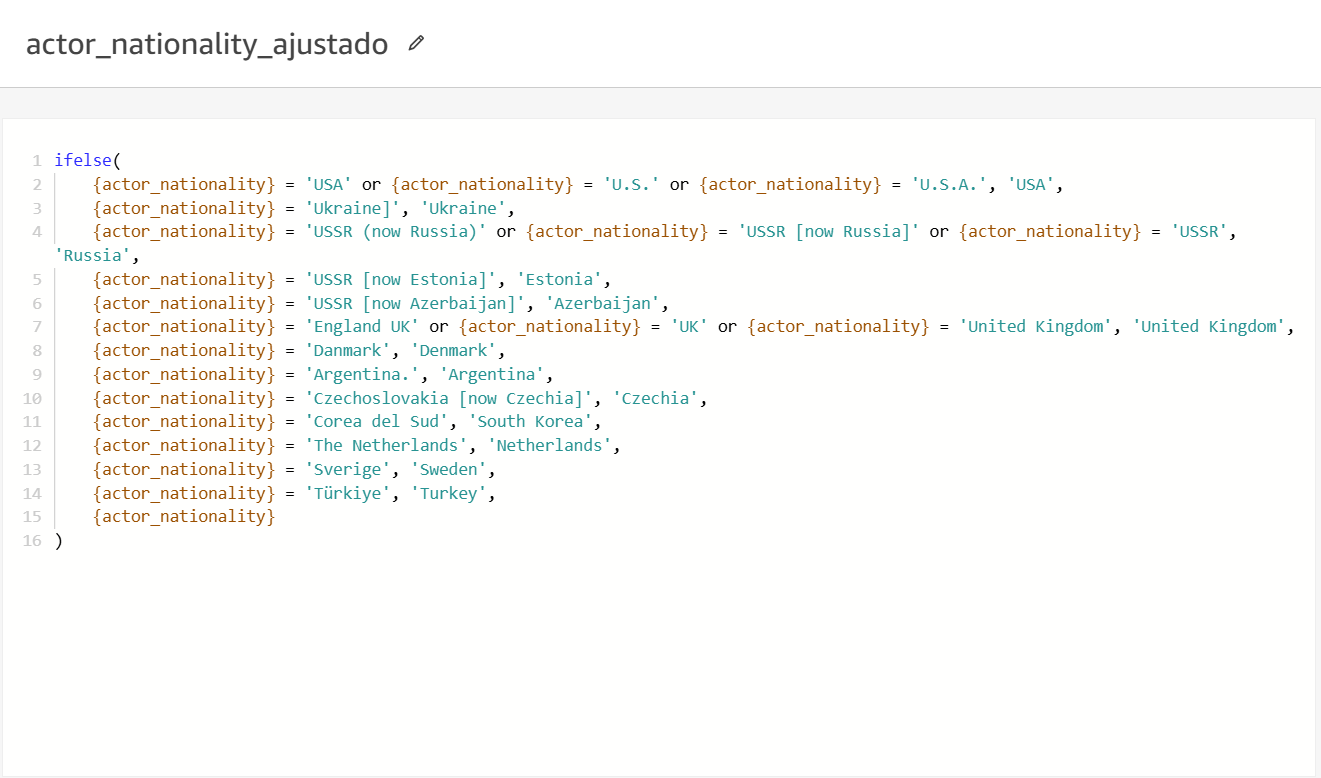 actor_nationality_ajustado
1 ifelse(
2 {actor_nationality} = 'USA' or {actor_nationality} = 'U.S.' or {actor_nationality} = 'U.S.A.', 'USA',
3 {actor_nationality} = 'Ukraine]', 'Ukraine',
4 {actor_nationality} = 'USSR (now Russia)' or {actor_nationality} = 'USSR [now Russia]' or {actor_nationality} = 'USSR',
'Russia',
5 {actor_nationality} = 'USSR [now Estonia]', 'Estonia',
6 {actor_nationality} = 'USSR [now Azerbaijan]', 'Azerbaijan',
7 {actor_nationality} = 'England UK' or {actor_nationality} = 'UK' or {actor_nationality} = 'United Kingdom', 'United Kingdom',
8 {actor_nationality} = 'Danmark', 'Denmark',
9 {actor_nationality} = 'Argentina.', 'Argentina',
10 {actor_nationality} = 'Czechoslovakia [now Czechia]', 'Czechia',
11 {actor_nationality} = 'Corea del Sud', 'South Korea',
12 {actor_nationality} = 'The Netherlands', 'Netherlands',
13 {actor_nationality} = 'Sverige', 'Sweden',
14 {actor_nationality} = 'Türkiye', 'Turkey',
15 {actor_nationality}
16 )